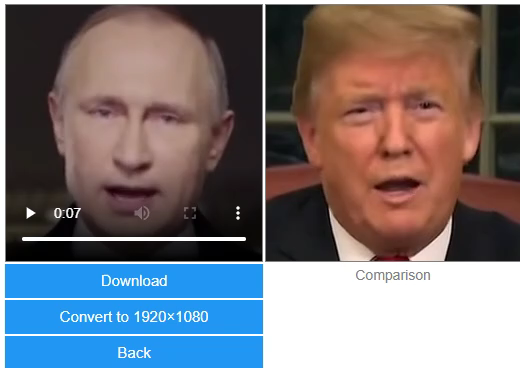 0:07
Comparison
Download
Convert to 1920×1080
Back